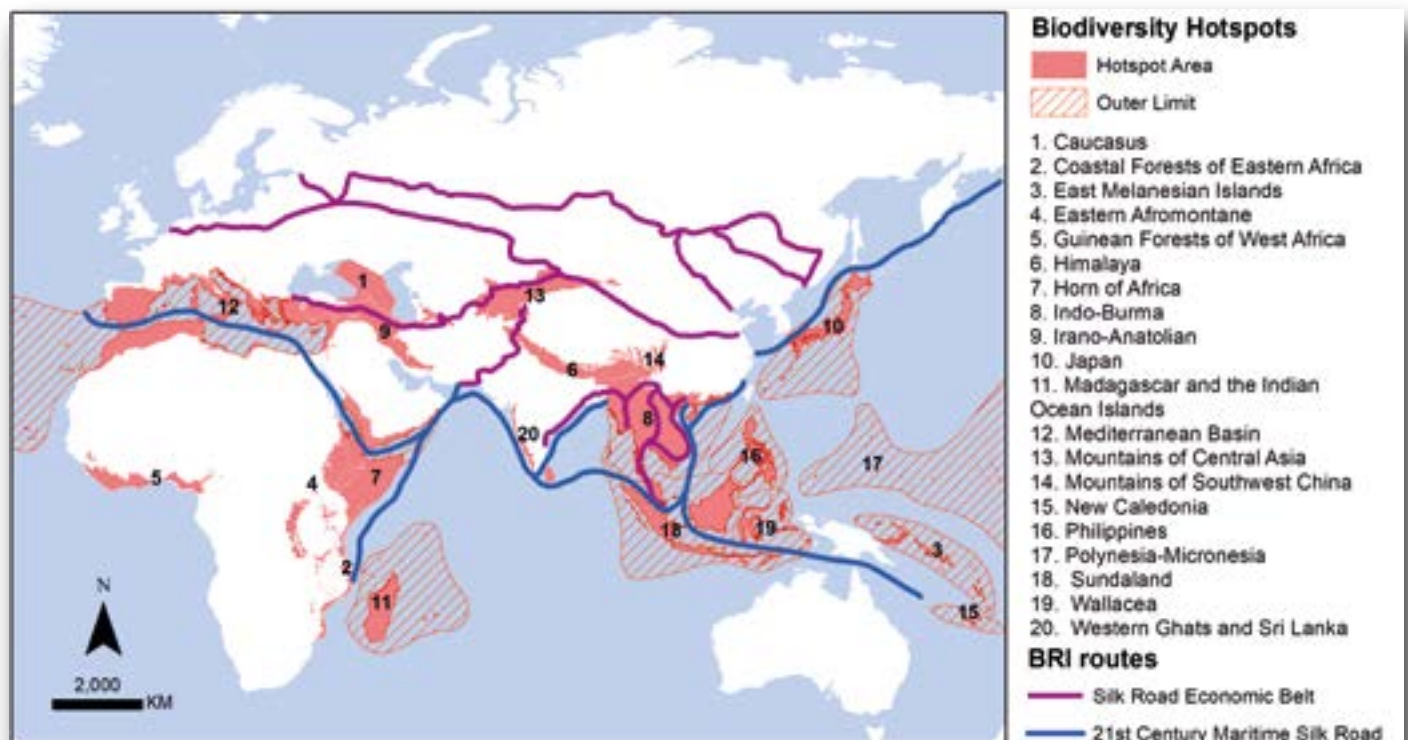 Biodiversity Hotspots
Hotspot Area
Outer Limit
1. Caucasus
2. Coastal Forests of Eastern Africa
3. East Melanesian Islands
4. Eastern Afromontane
5. Guinean Forests of West Africa
6. Himalaya
7. Horn of Africa
8. Indo-Burma
9. Irano-Anatolian
10. Japan
11. Madagascar and the Indian
Ocean Islands
12. Mediterranean Basin
13. Mountains of Central Asia
14. Mountains of Southwest China
15. New Caledonia
16. Philippines
17. Polynesia-Micronesia
18. Sundaland
19. Wallacea
20. Western Ghats and Sri Lanka
BRI routes
Silk Road Economic Belt
21st Century Maritime Silk Road
1
13
12
9
10
14
6
8
20
16
17
5
4
7
18
19
3
2
11
15
N
2,000
KM